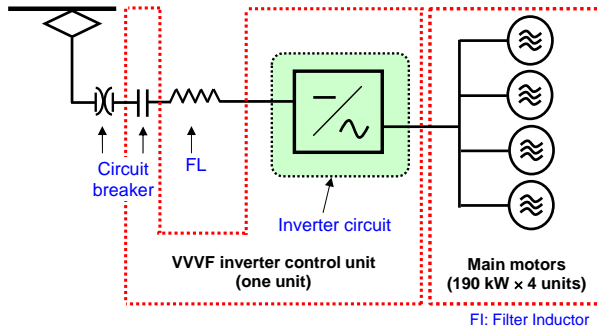 Circuit
breaker
FL
Inverter circuit
VVVF inverter control unit
(one unit)
Main motors
(190 kW × 4 units)
FI: Filter Inductor